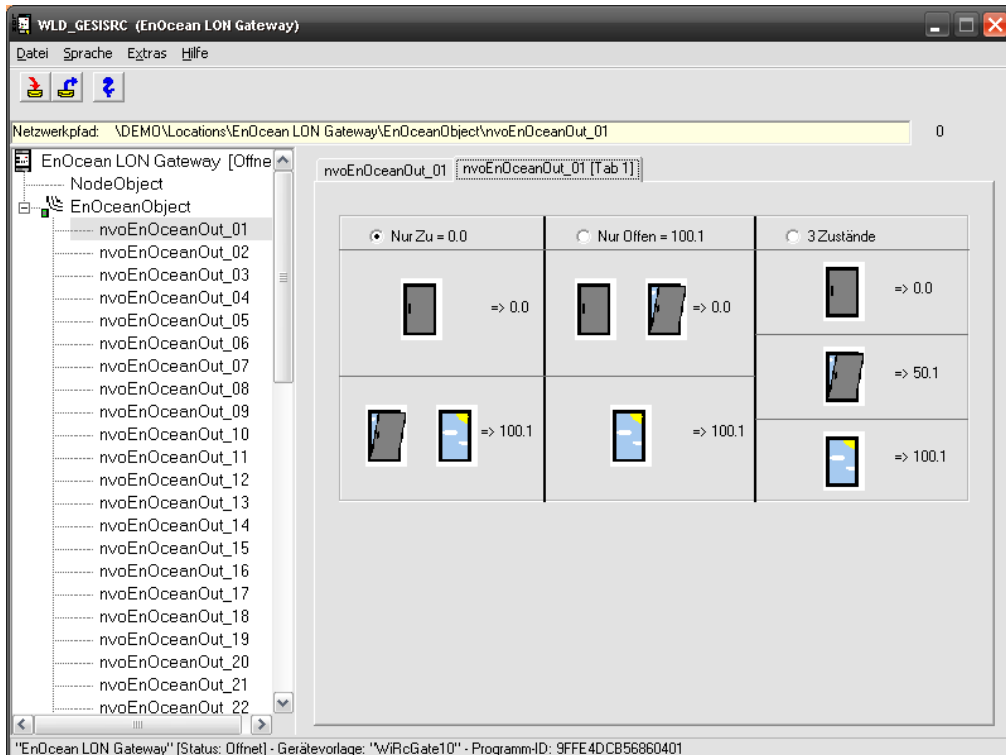 WLD_GESISRC (EnOcean LON Gateway)
Datei Sprache Extras Hilfe
Netzwerkpfad: \DEMO\Locations\EnOcean LON Gateway\EnOceanObject\nvoEnOceanOut_01 0
EnOcean LON Gateway [Offne
NodeObject
EnOceanObject
nvoEnOceanOut_01
nvoEnOceanOut_02
nvoEnOceanOut_03
nvoEnOceanOut_04
nvoEnOceanOut_05
nvoEnOceanOut_06
nvoEnOceanOut_07
nvoEnOceanOut_08
nvoEnOceanOut_09
nvoEnOceanOut_10
nvoEnOceanOut_11
nvoEnOceanOut_12
nvoEnOceanOut_13
nvoEnOceanOut_14
nvoEnOceanOut_15
nvoEnOceanOut_16
nvoEnOceanOut_17
nvoEnOceanOut_18
nvoEnOceanOut_19
nvoEnOceanOut_20
nvoEnOceanOut_21
nvoEnOceanOut_22
nvoEnOceanOut_01 nvoEnOceanOut_01 [Tab 1]
Nur Zu = 0.0 Nur Offen = 100.1 3 Zustände
=> 0.0 => 0.0 => 0.0
=> 50.1
=> 100.1 => 100.1 => 100.1
"EnOcean LON Gateway" [Status: Offnet] - Gerätevorlage: "WiRcGate10" - Programm-ID: 9FFE4DCB56860401